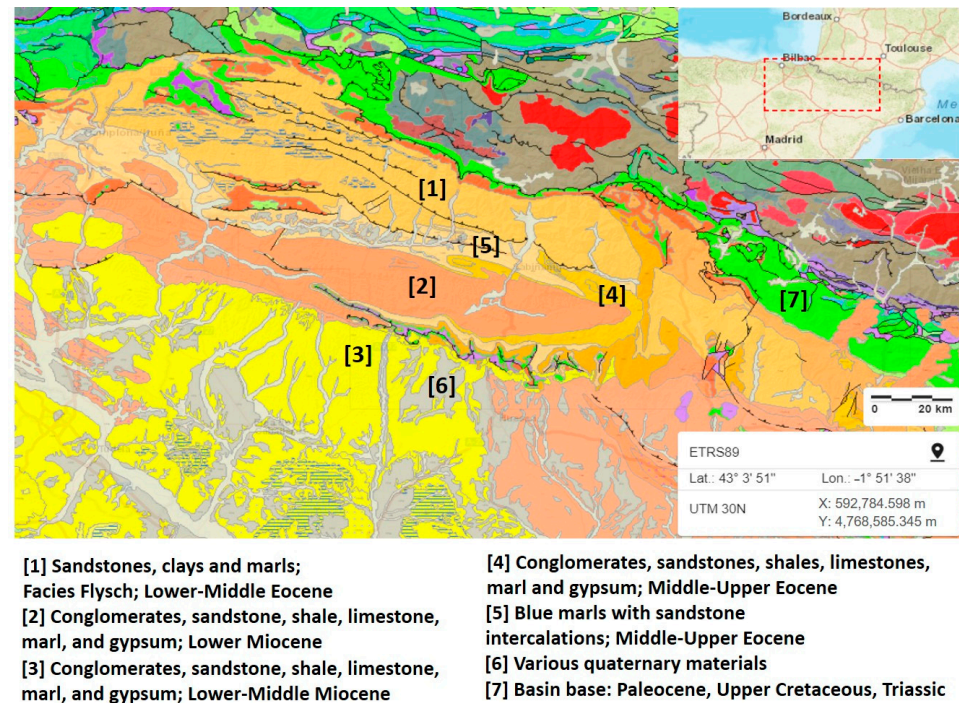 Bordeaux
Toulouse
Bilbao
Me
Barcelona
Madrid
[1]
[5]
[2]
[4]
[7]
[3]
[6]
0 20 km
ETRS89
Lat.: 43° 3' 51" Lon.: -1° 51' 38"
UTM 30N
X: 592,784.598 m
Y: 4,768,585.345 m
[1] Sandstones, clays and marls;
Facies Flysch; Lower-Middle Eocene
[2] Conglomerates, sandstone, shale, limestone,
marl, and gypsum; Lower Miocene
[3] Conglomerates, sandstone, shale, limestone,
marl, and gypsum; Lower-Middle Miocene
[4] Conglomerates, sandstones, shales, limestones,
marl and gypsum; Middle-Upper Eocene
[5] Blue marls with sandstone
intercalations; Middle-Upper Eocene
[6] Various quaternary materials
[7] Basin base: Paleocene, Upper Cretaceous, Triassic